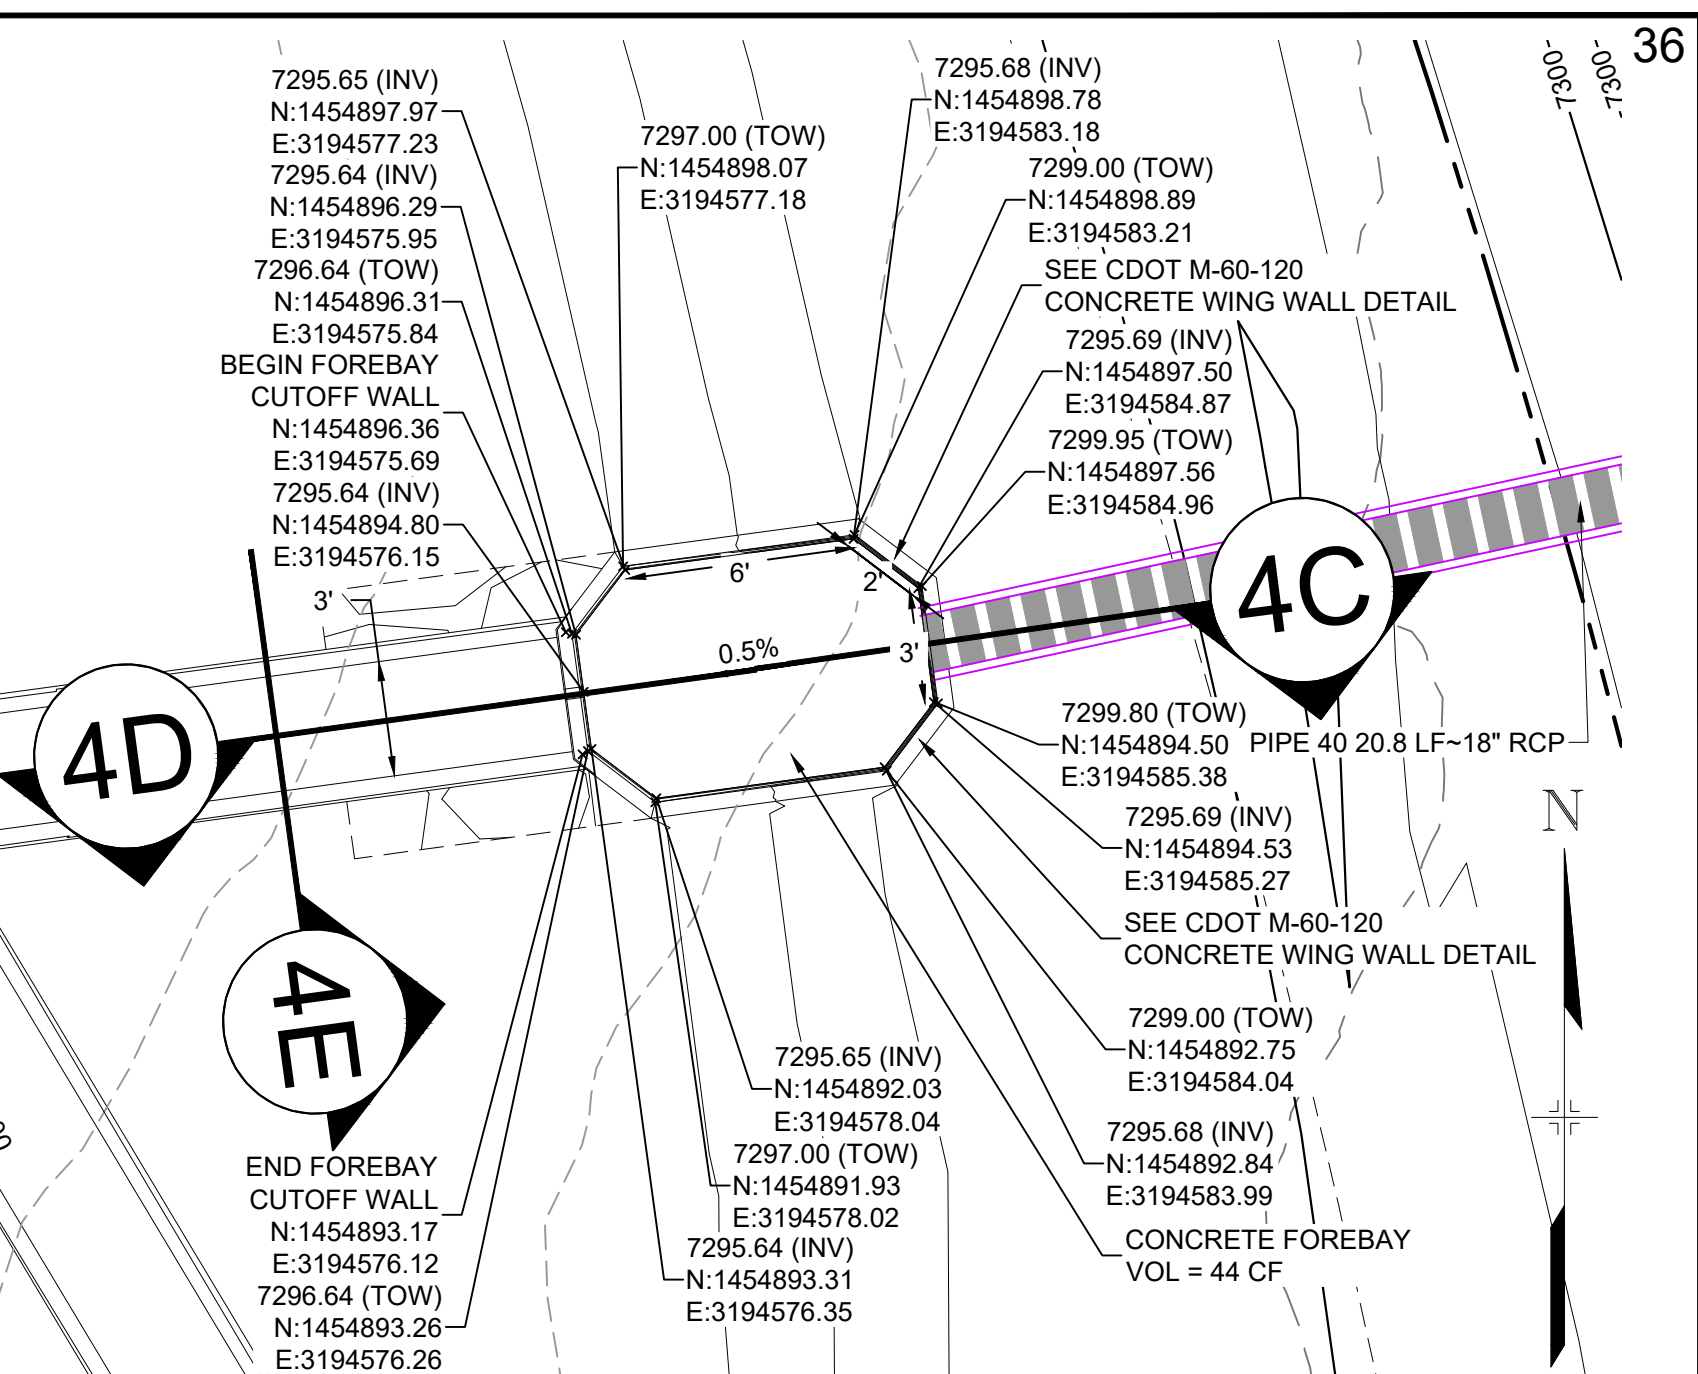 36
7300
7300
7295.65 (INV)
N:1454897.97
E:3194577.23
7295.64 (INV)
N:1454896.29
E:3194575.95
7296.64 (TOW)
N:1454896.31
E:3194575.84
BEGIN FOREBAY
CUTOFF WALL
N:1454896.36
E:3194575.69
7295.64 (INV)
N:1454894.80
E:3194576.15
7297.00 (TOW)
N:1454898.07
E:3194577.18
7295.68 (INV)
N:1454898.78
E:3194583.18
7299.00 (TOW)
N:1454898.89
E:3194583.21
SEE CDOT M-60-120
CONCRETE WING WALL DETAIL
7295.69 (INV)
N:1454897.50
E:3194584.87
7299.95 (TOW)
N:1454897.56
E:3194584.96
6'
2'
3'
3'
0.5%
4C
4D
4E
7299.80 (TOW)
N:1454894.50
E:3194585.38
PIPE 40 20.8 LF~18" RCP
7295.69 (INV)
N:1454894.53
E:3194585.27
SEE CDOT M-60-120
CONCRETE WING WALL DETAIL
N
7299.00 (TOW)
N:1454892.75
E:3194584.04
7295.68 (INV)
N:1454892.84
E:3194583.99
CONCRETE FOREBAY
VOL = 44 CF
7295.65 (INV)
N:1454892.03
E:3194578.04
7297.00 (TOW)
N:1454891.93
E:3194578.02
7295.64 (INV)
N:1454893.31
E:3194576.35
END FOREBAY
CUTOFF WALL
N:1454893.17
E:3194576.12
7296.64 (TOW)
N:1454893.26
E:3194576.26